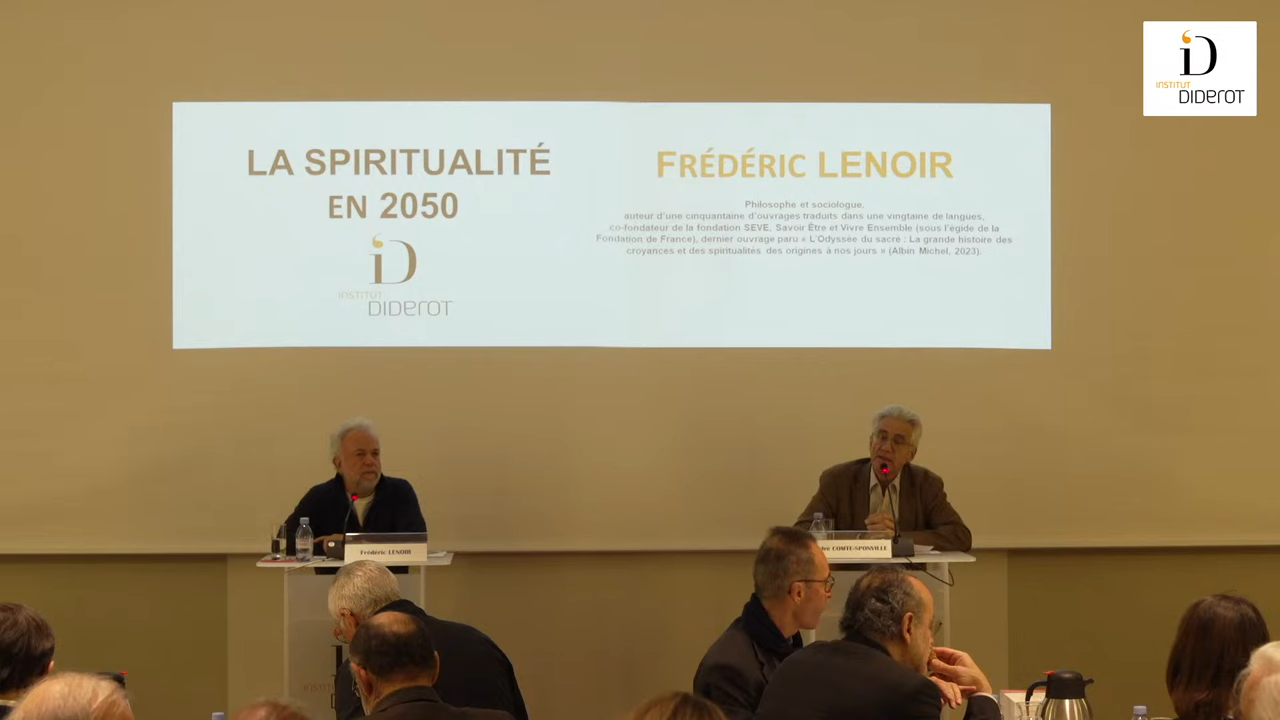 INSTITUT
DIDEROT
LA SPIRITUALITÉ
EN 2050
INSTITUT
DIDEROT
FRÉDÉRIC LENOIR
Philosophe et sociologue,
auteur d'une cinquantaine d'ouvrages traduits dans une vingtaine de langues,
co-fondateur de la fondation SEVE, Savoir Être et Vivre Ensemble (sous l'égide de la
Fondation de France), dernier ouvrage paru « L'Odyssée du sacré : La grande histoire des
croyances et des spiritualités des origines à nos jours » (Albin Michel, 2023).
Frédéric LENOIR
COMTE-SPONVILLE